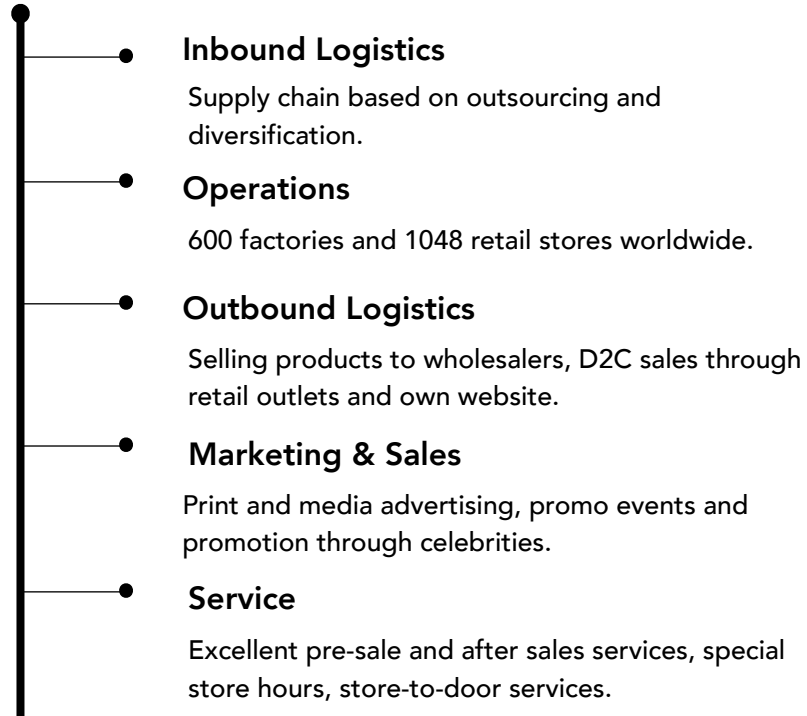 Inbound Logistics
Supply chain based on outsourcing and
diversification.
Operations
600 factories and 1048 retail stores worldwide.
Outbound Logistics
Selling products to wholesalers, D2C sales through
retail outlets and own website.
Marketing & Sales
Print and media advertising, promo events and
promotion through celebrities.
Service
Excellent pre-sale and after sales services, special
store hours, store-to-door services.